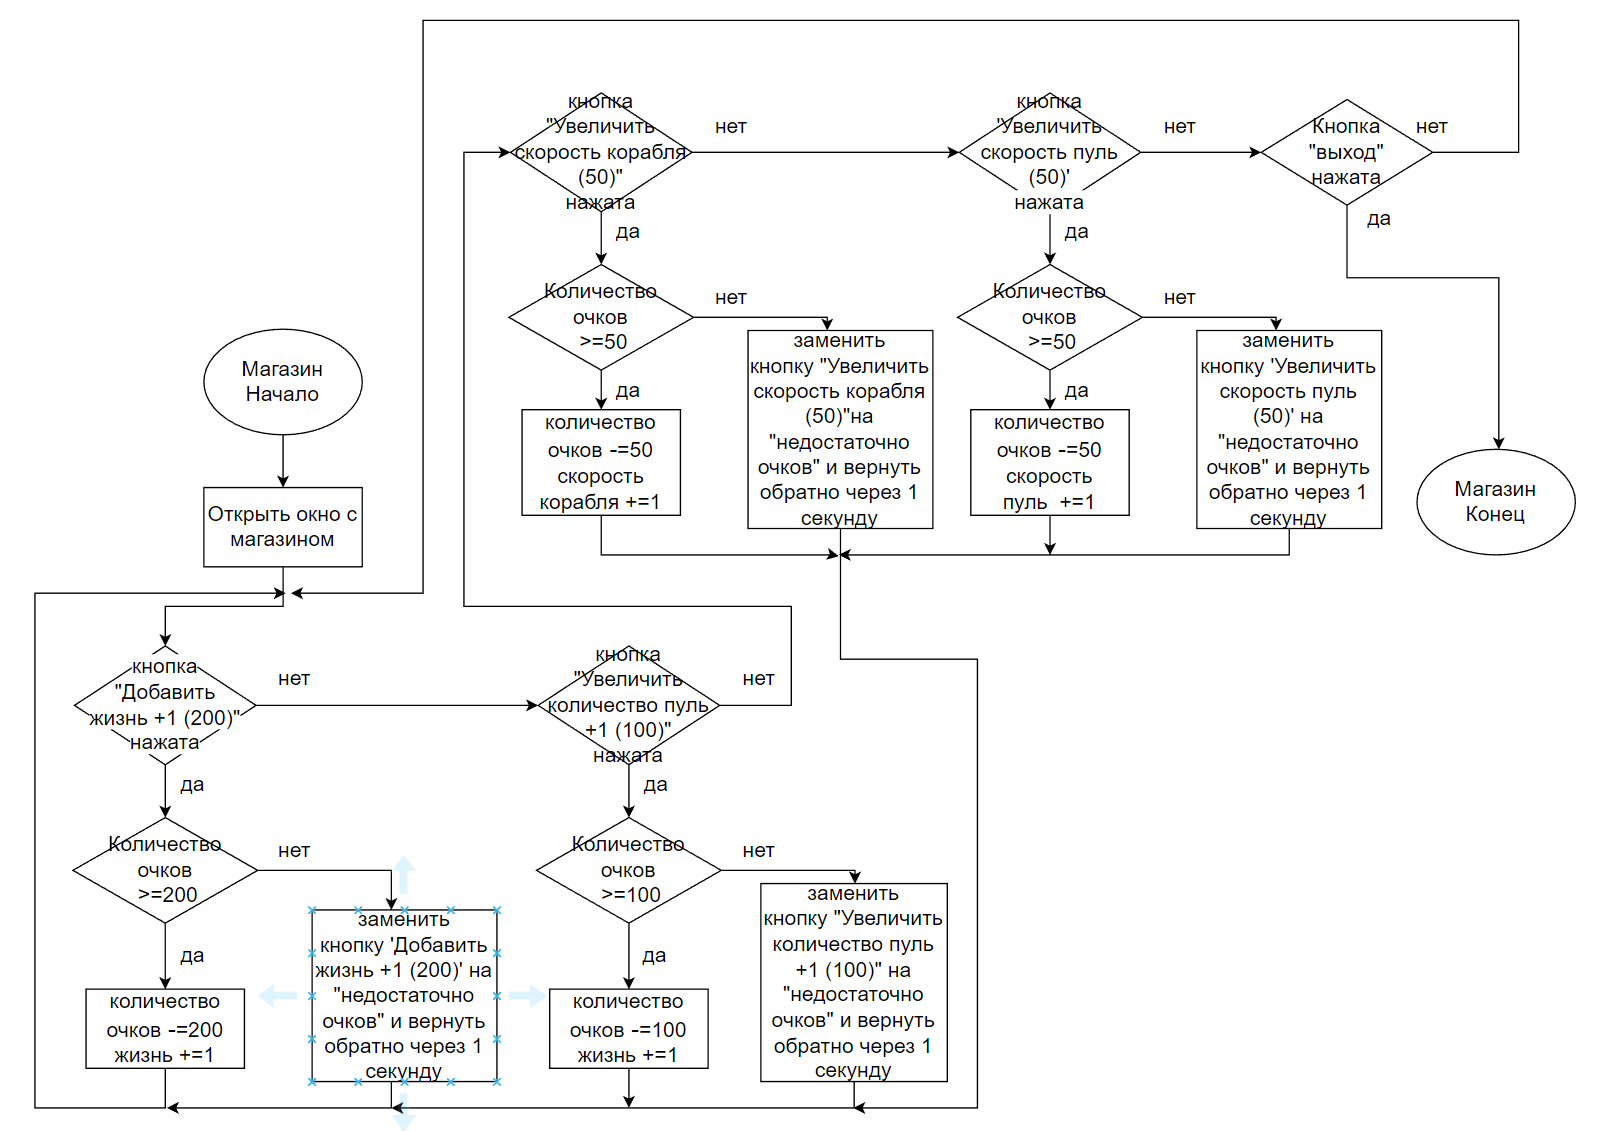 кнопка
"Увеличить
скорость корабля
(50)"
нажата
нет
да
кнопка
'Увеличить
скорость пуль
(50)'
нажата
нет
да
Кнопка
"выход"
нажата
нет
да
Количество
очков
>=50
нет
да
заменить
кнопку "Увеличить
скорость корабля
(50)"на
"недостаточно
очков" и вернуть
обратно через 1
секунду
количество
очков -=50
скорость
корабля +=1
Количество
очков
>=50
нет
да
заменить
кнопку 'Увеличить
скорость пуль
(50)' на
"недостаточно
очков" и вернуть
обратно через 1
секунду
количество
очков -=50
скорость
пуль +=1
Магазин
Конец
Магазин
Начало
Открыть окно с
магазином
кнопка
"Добавить
жизнь +1 (200)"
нажата
нет
да
кнопка
"Увеличить
количество пуль
+1 (100)"
нажата
нет
да
Количество
очков
>=200
нет
да
заменить
кнопку 'Добавить
жизнь +1 (200)' на
"недостаточно
очков" и вернуть
обратно через 1
секунду
количество
очков -=200
жизнь +=1
Количество
очков
>=100
нет
да
заменить
кнопку "Увеличить
количество пуль
+1 (100)" на
"недостаточно
очков" и вернуть
обратно через 1
секунду
количество
очков -=100
жизнь +=1